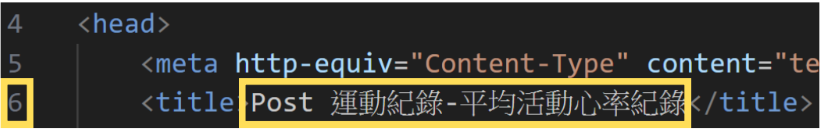 4 <head>
5 <meta http-equiv="Content-Type" content="te
6 <title>Post 運動紀錄-平均活動心率紀錄</title>